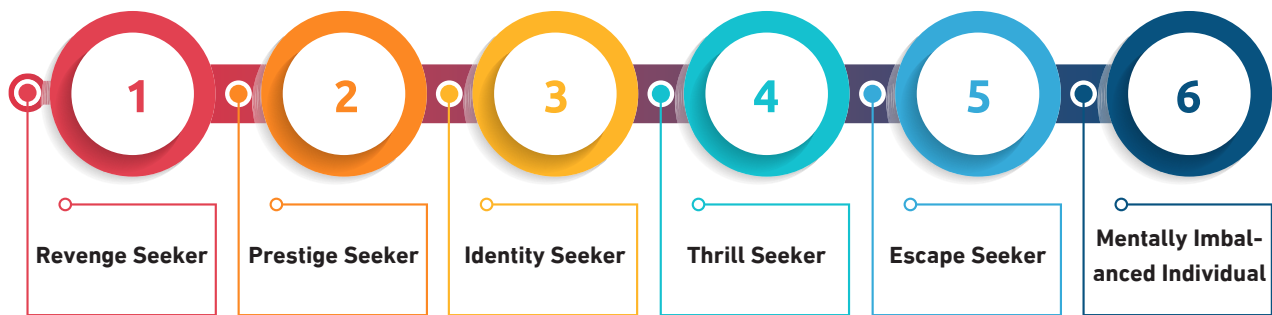 1
2
3
4
5
6
Revenge Seeker
Prestige Seeker
Identity Seeker
Thrill Seeker
Escape Seeker
Mentally Imbal-
anced Individual